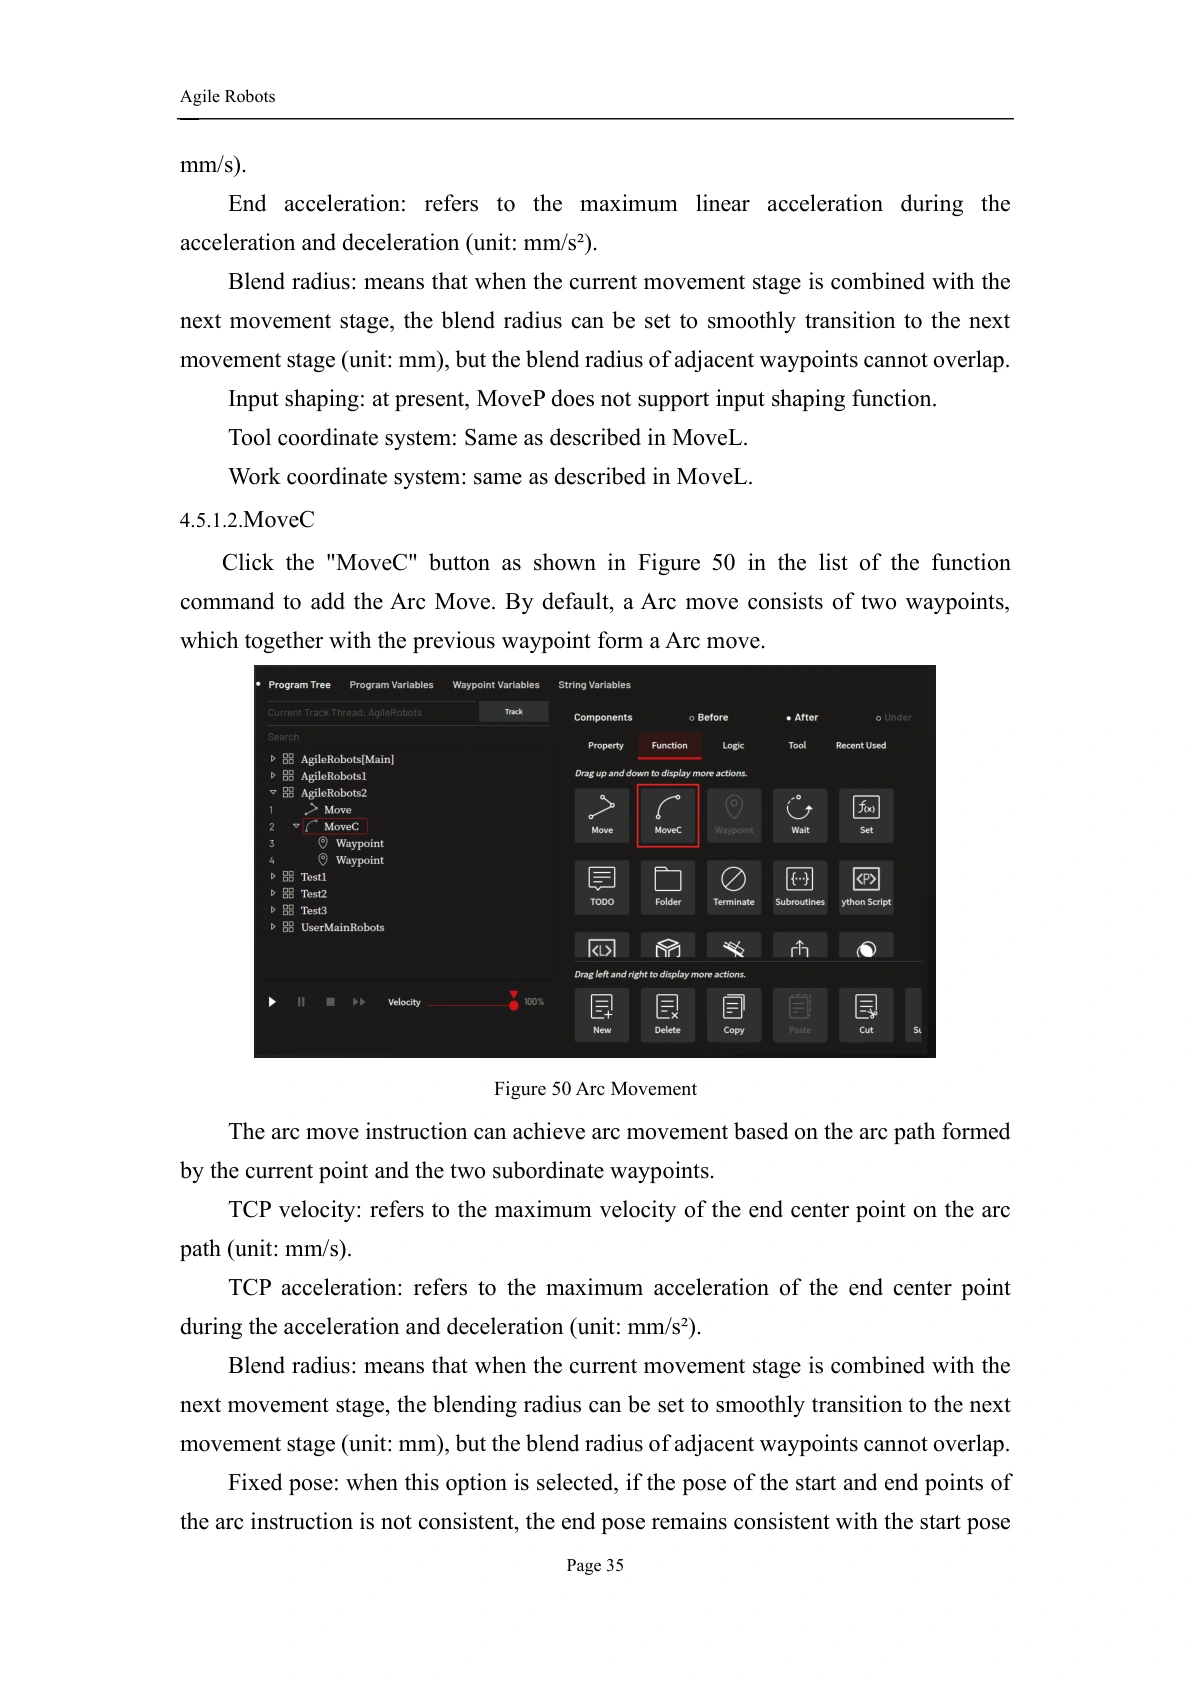 Agile Robots
mm/s).
End acceleration: refers to the maximum linear acceleration during the
acceleration and deceleration (unit: mm/s²).
Blend radius: means that when the current movement stage is combined with the
next movement stage, the blend radius can be set to smoothly transition to the next
movement stage (unit: mm), but the blend radius of adjacent waypoints cannot overlap.
Input shaping: at present, MoveP does not support input shaping function.
Tool coordinate system: Same as described in MoveL.
Work coordinate system: same as described in MoveL.
4.5.1.2.MoveC
Click the "MoveC" button as shown in Figure 50 in the list of the function
command to add the Arc Move. By default, a Arc move consists of two waypoints,
which together with the previous waypoint form a Arc move.
Program Tree Program Variables Waypoint Variables String Variables
Current Track Thread: AgileRobots Track
Search
AgileRobots[Main]
AgileRobots1
AgileRobots2
1 Move
2 MoveC
3 Waypoint
4 Waypoint
Test1
Test2
Test3
UserMainRobots
Velocity 100%
Components Before After Under
Property Function Logic Tool Recent Used
Drag up and down to display more actions.
Move MoveC Waypoint Wait Set
TODO Folder Terminate Subroutines ython Script
Drag left and right to display more actions.
New Delete Copy Paste Cut Su
Figure 50 Arc Movement
The arc move instruction can achieve arc movement based on the arc path formed
by the current point and the two subordinate waypoints.
TCP velocity: refers to the maximum velocity of the end center point on the arc
path (unit: mm/s).
TCP acceleration: refers to the maximum acceleration of the end center point
during the acceleration and deceleration (unit: mm/s²).
Blend radius: means that when the current movement stage is combined with the
next movement stage, the blending radius can be set to smoothly transition to the next
movement stage (unit: mm), but the blend radius of adjacent waypoints cannot overlap.
Fixed pose: when this option is selected, if the pose of the start and end points of
the arc instruction is not consistent, the end pose remains consistent with the start pose
Page 35